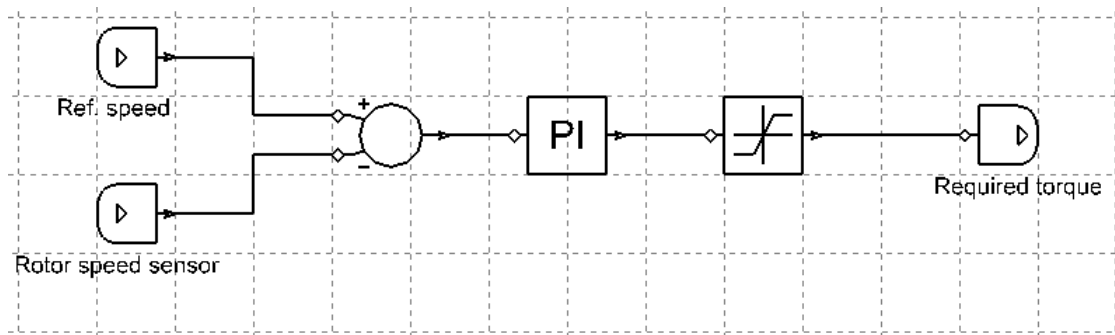 Ref. speed
+
−
PI
Required torque
Rotor speed sensor